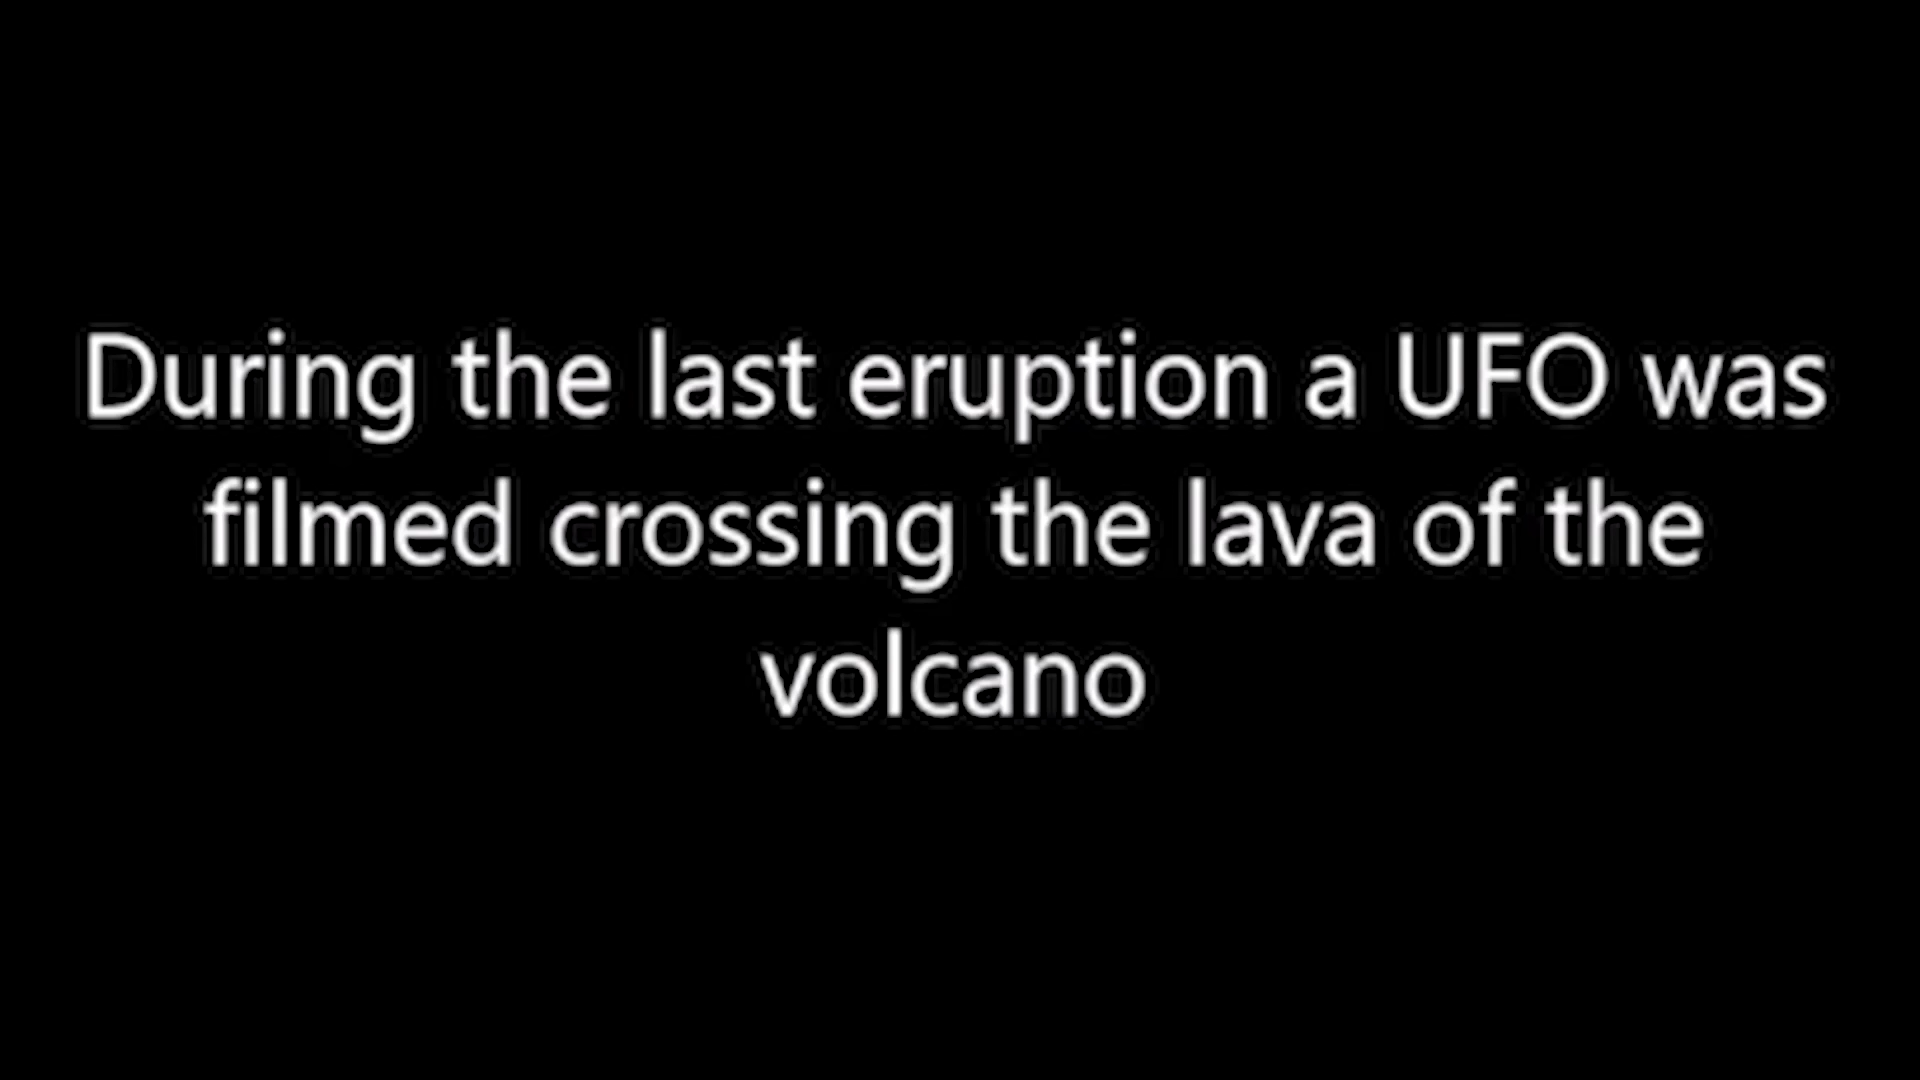 During the last eruption a UFO was
filmed crossing the lava of the
volcano